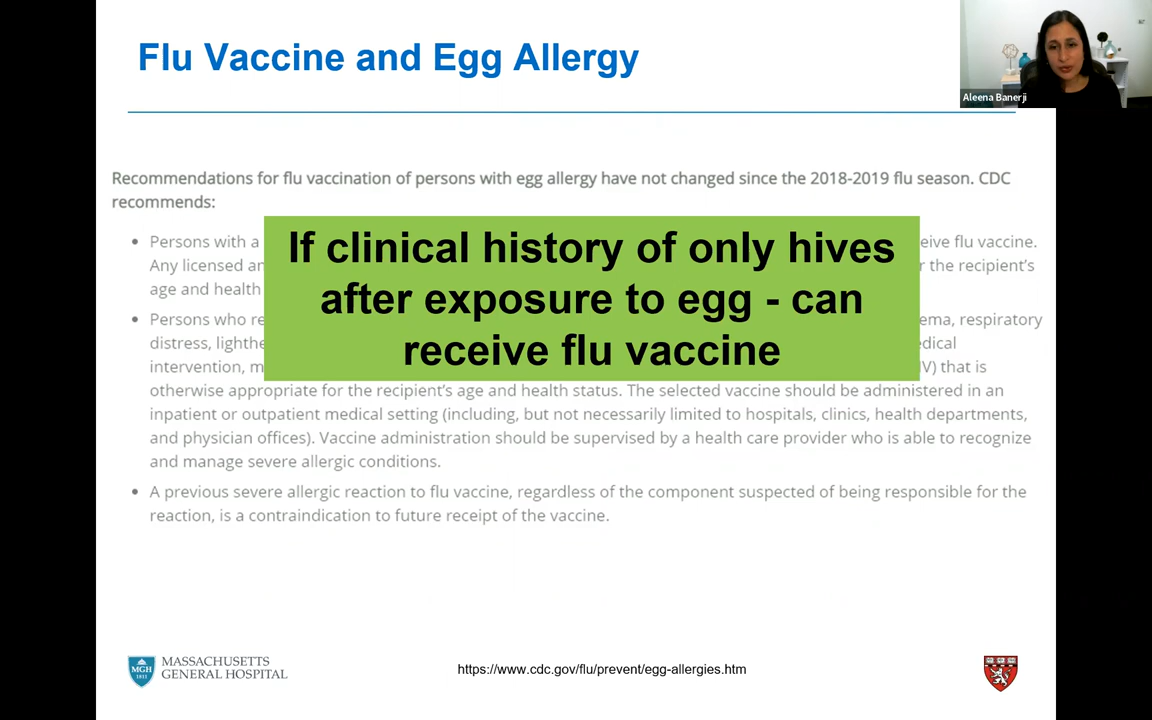 Flu Vaccine and Egg Allergy
Aleena Banerji
Recommendations for flu vaccination of persons with egg allergy have not changed since the 2018-2019 flu season. CDC
recommends:
• Persons with a
eive flu vaccine.
If clinical history of only hives
after exposure to egg - can
receive flu vaccine
Any licensed
the recipient's
age and health
• Persons who
respiratory
distress,
intervention,
that is
otherwise appropriate for the recipient's age and health status. The selected vaccine should be administered in an
inpatient or outpatient medical setting (including, but not necessarily limited to hospitals, clinics, health departments,
and physician offices). Vaccine administration should be supervised by a health care provider who is able to recognize
and manage severe allergic conditions.
• A previous severe allergic reaction to flu vaccine, regardless of the component suspected of being responsible for the
reaction, is a contraindication to future receipt of the vaccine.
MGH
1811
MASSACHUSETTS
GENERAL HOSPITAL
https://www.cdc.gov/flu/prevent/egg-allergies.htm